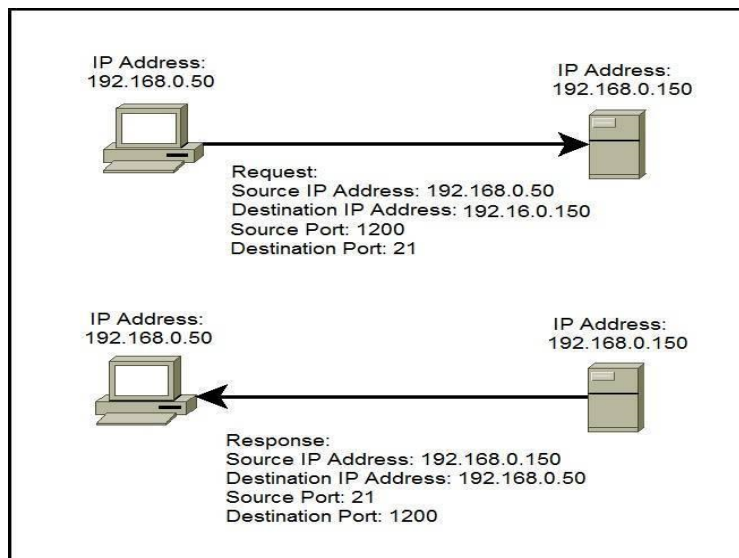 IP Address:
192.168.0.50
IP Address:
192.168.0.150
Request:
Source IP Address: 192.168.0.50
Destination IP Address: 192.16.0.150
Source Port: 1200
Destination Port: 21
IP Address:
192.168.0.50
IP Address:
192.168.0.150
Response:
Source IP Address: 192.168.0.150
Destination IP Address: 192.168.0.50
Source Port: 21
Destination Port: 1200